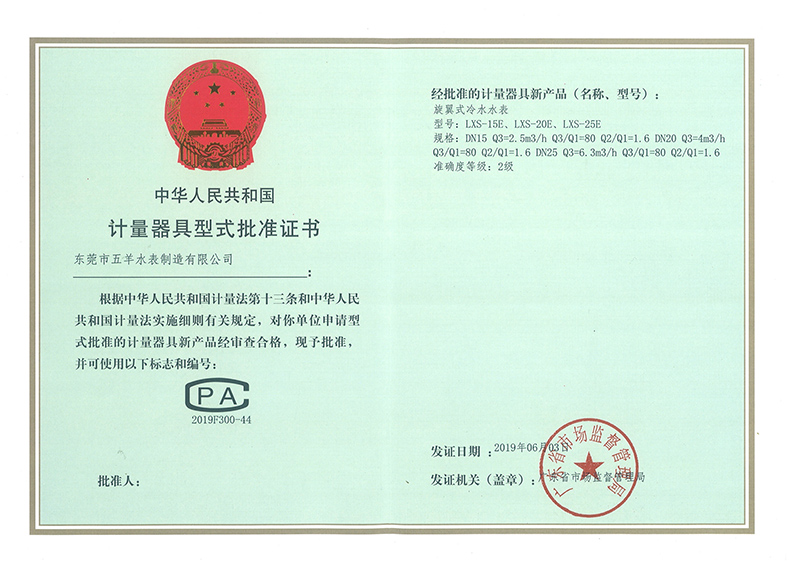 中华人民共和国
计量器具型式批准证书
东莞市五羊水表制造有限公司
：
根据中华人民共和国计量法第十三条和中华人民
共和国计量法实施细则有关规定，对你单位申请型
式批准的计量器具新产品经审查合格，现予批准，
并可使用以下标志和编号：
CPA
2019F300-44
批准人：
经批准的计量器具新产品（名称、型号）：
旋翼式冷水水表
型号：LXS-15E、LXS-20E、LXS-25E
规格：DN15 Q3=2.5m3/h Q3/Q1=80 Q2/Q1=1.6 DN20 Q3=4m3/h
Q3/Q1=80 Q2/Q1=1.6 DN25 Q3=6.3m3/h Q3/Q1=80 Q2/Q1=1.6
准确度等级：2级
发证日期：2019年06月03日
发证机关（盖章）：广东省市场监督管理局
广东省市场监督管理局